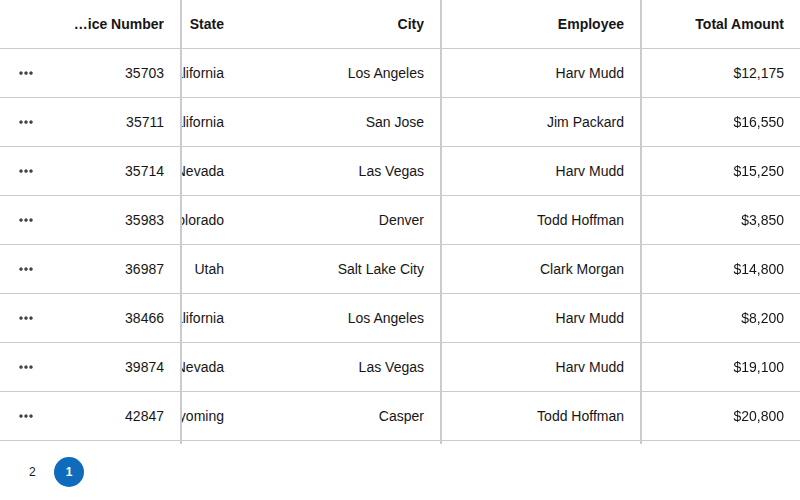 …ice Number State City Employee Total Amount
35703 lifornia Los Angeles Harv Mudd $12,175
35711 lifornia San Jose Jim Packard $16,550
35714 Nevada Las Vegas Harv Mudd $15,250
35983 olorado Denver Todd Hoffman $3,850
36987 Utah Salt Lake City Clark Morgan $14,800
38466 lifornia Los Angeles Harv Mudd $8,200
39874 Nevada Las Vegas Harv Mudd $19,100
42847 yoming Casper Todd Hoffman $20,800
2 1